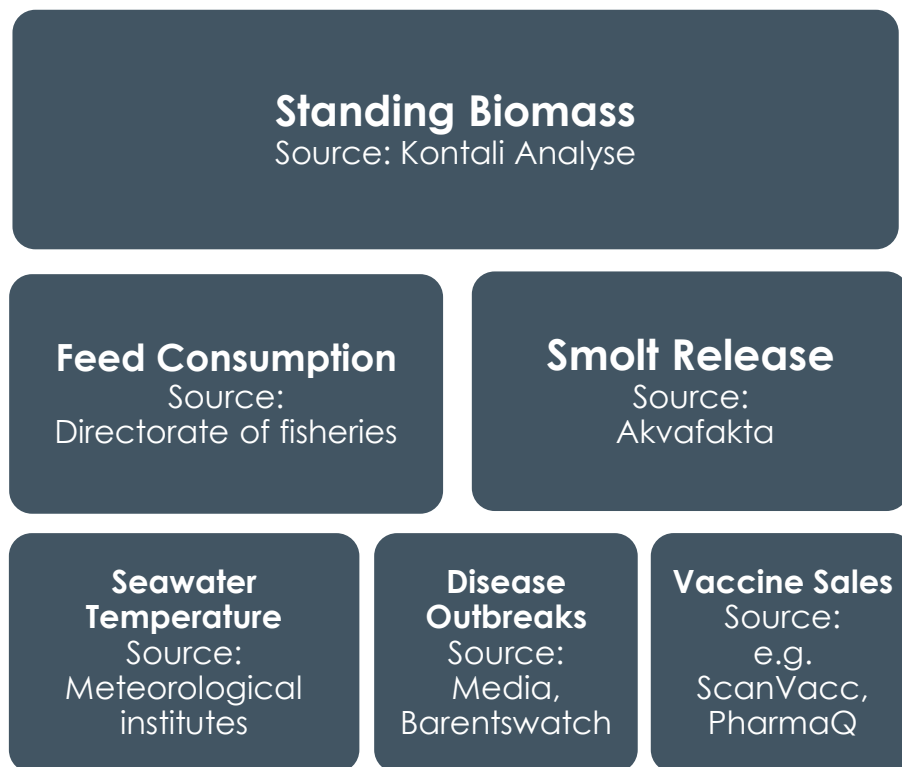 Standing Biomass
Source: Kontali Analyse
Feed Consumption
Source:
Directorate of fisheries
Smolt Release
Source:
Akvafakta
Seawater
Temperature
Source:
Meteorological
institutes
Disease
Outbreaks
Source:
Media,
Barentswatch
Vaccine Sales
Source:
e.g.
ScanVacc,
PharmaQ